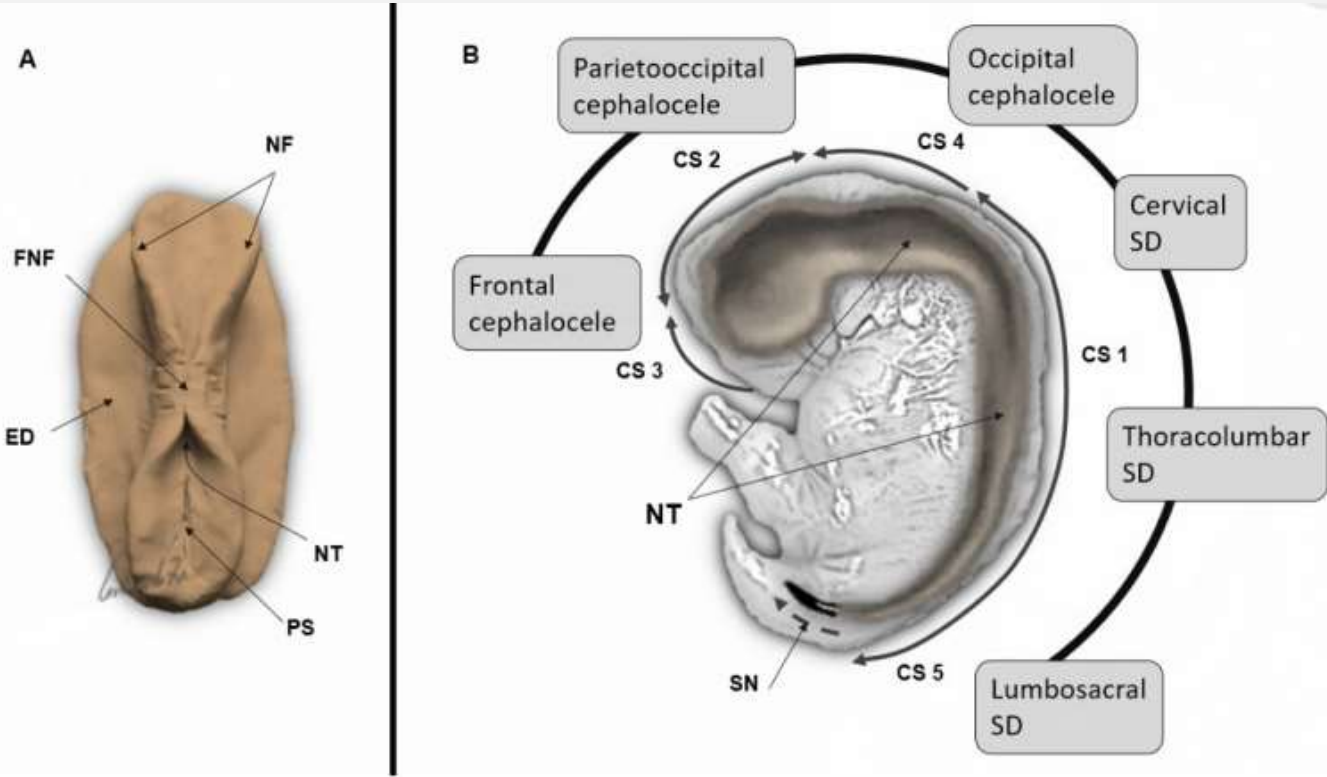 A
NF
FNF
ED
NT
PS
B
Parietooccipital
cephalocele
Occipital
cephalocele
CS 2
CS 4
Cervical
SD
Frontal
cephalocele
CS 3
CS 1
Thoracolumbar
SD
NT
SN
CS 5
Lumbosacral
SD